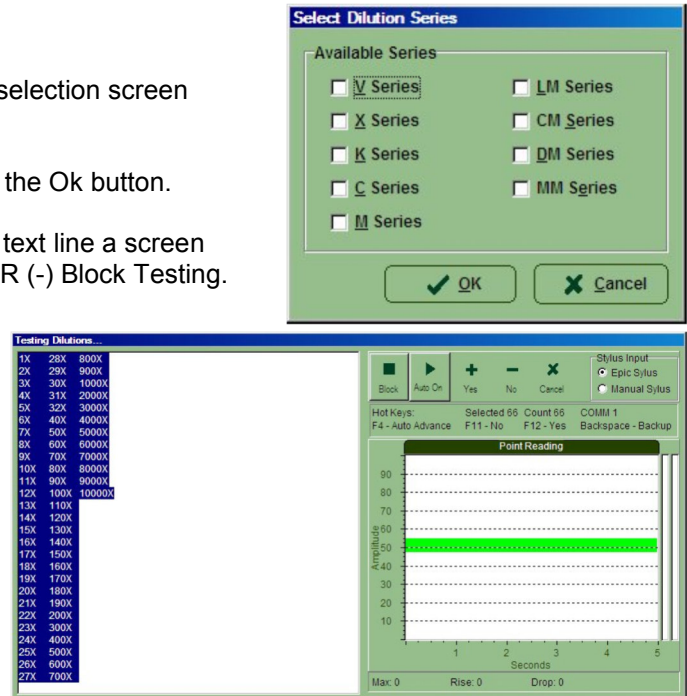 Select Dilution Series
Available Series
V Series
LM Series
X Series
CM Series
K Series
DM Series
C Series
MM Series
M Series
OK
Cancel
selection screen
the Ok button.
text line a screen
R (-) Block Testing.
Testing Dilutions...
1X 28X 800X
2X 29X 900X
3X 30X 1000X
4X 31X 2000X
5X 32X 3000X
6X 40X 4000X
7X 50X 5000X
8X 60X 6000X
9X 70X 7000X
10X 80X 8000X
11X 90X 9000X
12X 100X 10000X
13X 110X
14X 120X
15X 130X
16X 140X
17X 150X
18X 160X
19X 170X
20X 180X
21X 190X
22X 200X
23X 300X
24X 400X
25X 500X
26X 600X
27X 700X
Block
Auto On
Yes
No
Cancel
Stylus Input
Epic Sylus
Manual Sylus
Hot Keys: Selected 66 Count 66 COMM 1
F4 - Auto Advance F11 - No F12 - Yes Backspace - Backup
Point Reading
Amplitude
90
80
70
60
50
40
30
20
10
1 2 3 4 5
Seconds
Max: 0 Rise: 0 Drop: 0